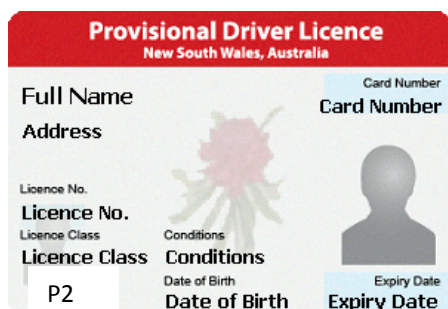 Provisional Driver Licence
New South Wales, Australia
Card Number
Full Name
Card Number
Address
Licence No.
Licence No.
Licence Class Conditions
Licence Class Conditions
Date of Birth Expiry Date
P2
Date of Birth Expiry Date